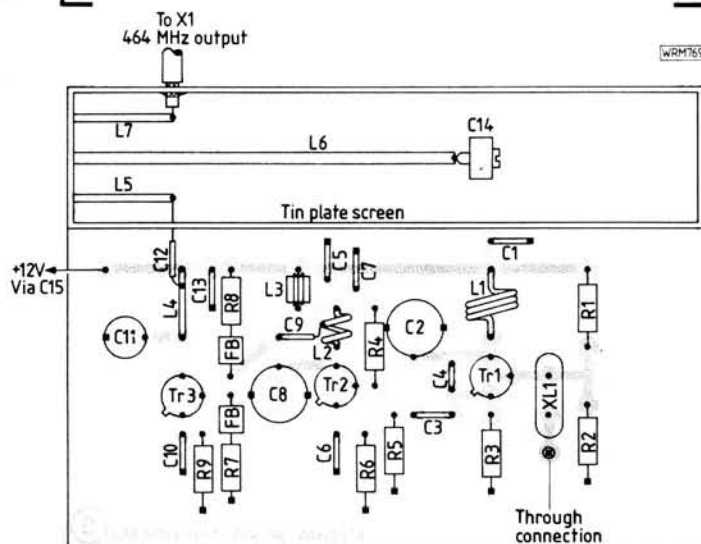 To X1
464 MHz output
WRM769
L7
L6
C14
L5
Tin plate screen
+12V
Via C15
C12
L4
C13
R8
L3
C5
C7
C1
L1
R1
C11
FB
C9
L2
R4
C2
Tr3
C8
Tr2
C4
Tr1
XL1
FB
C3
C10
R9
R7
C6
R6
R5
R3
R2
Through
connection